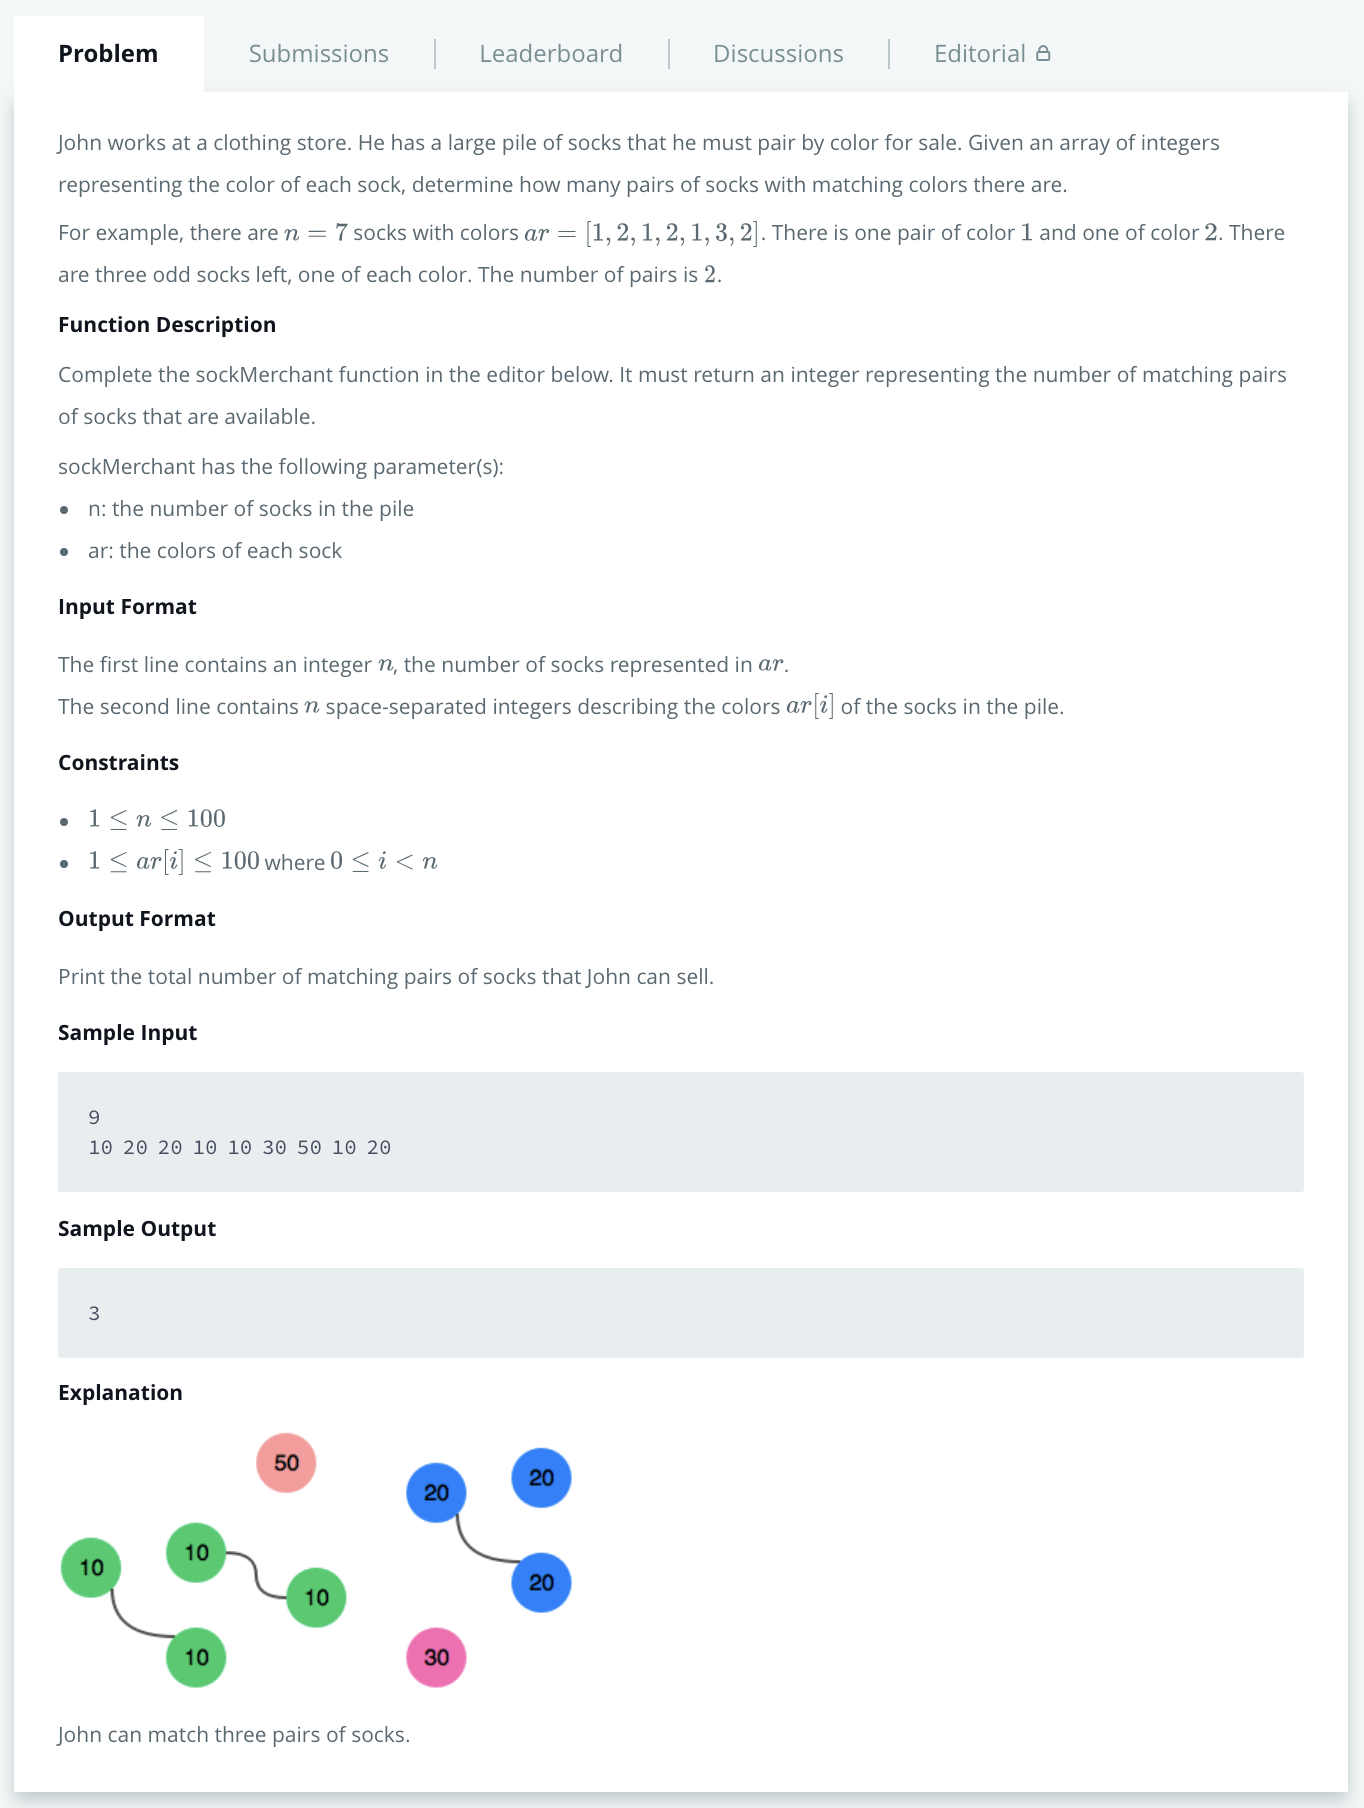 Problem
Submissions
Leaderboard
Discussions
Editorial
John works at a clothing store. He has a large pile of socks that he must pair by color for sale. Given an array of integers
representing the color of each sock, determine how many pairs of socks with matching colors there are.
For example, there are n = 7 socks with colors ar = [1, 2, 1, 2, 1, 3, 2]. There is one pair of color 1 and one of color 2. There
are three odd socks left, one of each color. The number of pairs is 2.
Function Description
Complete the sockMerchant function in the editor below. It must return an integer representing the number of matching pairs
of socks that are available.
sockMerchant has the following parameter(s):
• n: the number of socks in the pile
• ar: the colors of each sock
Input Format
The first line contains an integer n, the number of socks represented in ar.
The second line contains n space-separated integers describing the colors ar[i] of the socks in the pile.
Constraints
• 1 ≤ n ≤ 100
• 1 ≤ ar[i] ≤ 100 where 0 ≤ i < n
Output Format
Print the total number of matching pairs of socks that John can sell.
Sample Input
9
10 20 20 10 10 30 50 10 20
Sample Output
3
Explanation
50
20
20
10
10
10
20
10
30
John can match three pairs of socks.